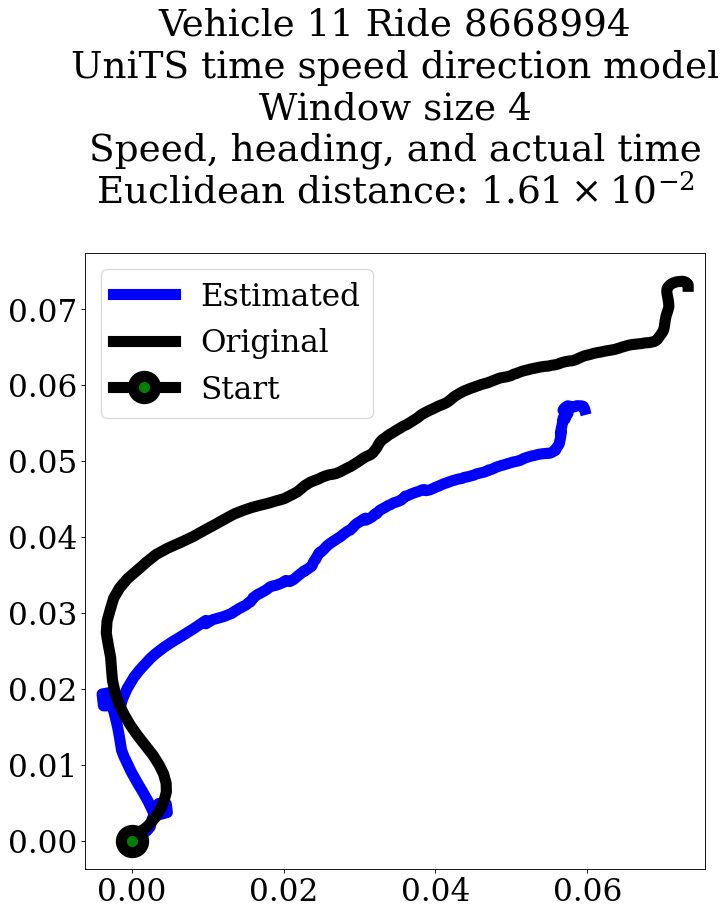 Vehicle 11 Ride 8668994
UniTS time speed direction model
Window size 4
Speed, heading, and actual time
Euclidean distance: 1.61 × 10⁻²
Estimated
Original
Start
0.07
0.06
0.05
0.04
0.03
0.02
0.01
0.00
0.00 0.02 0.04 0.06